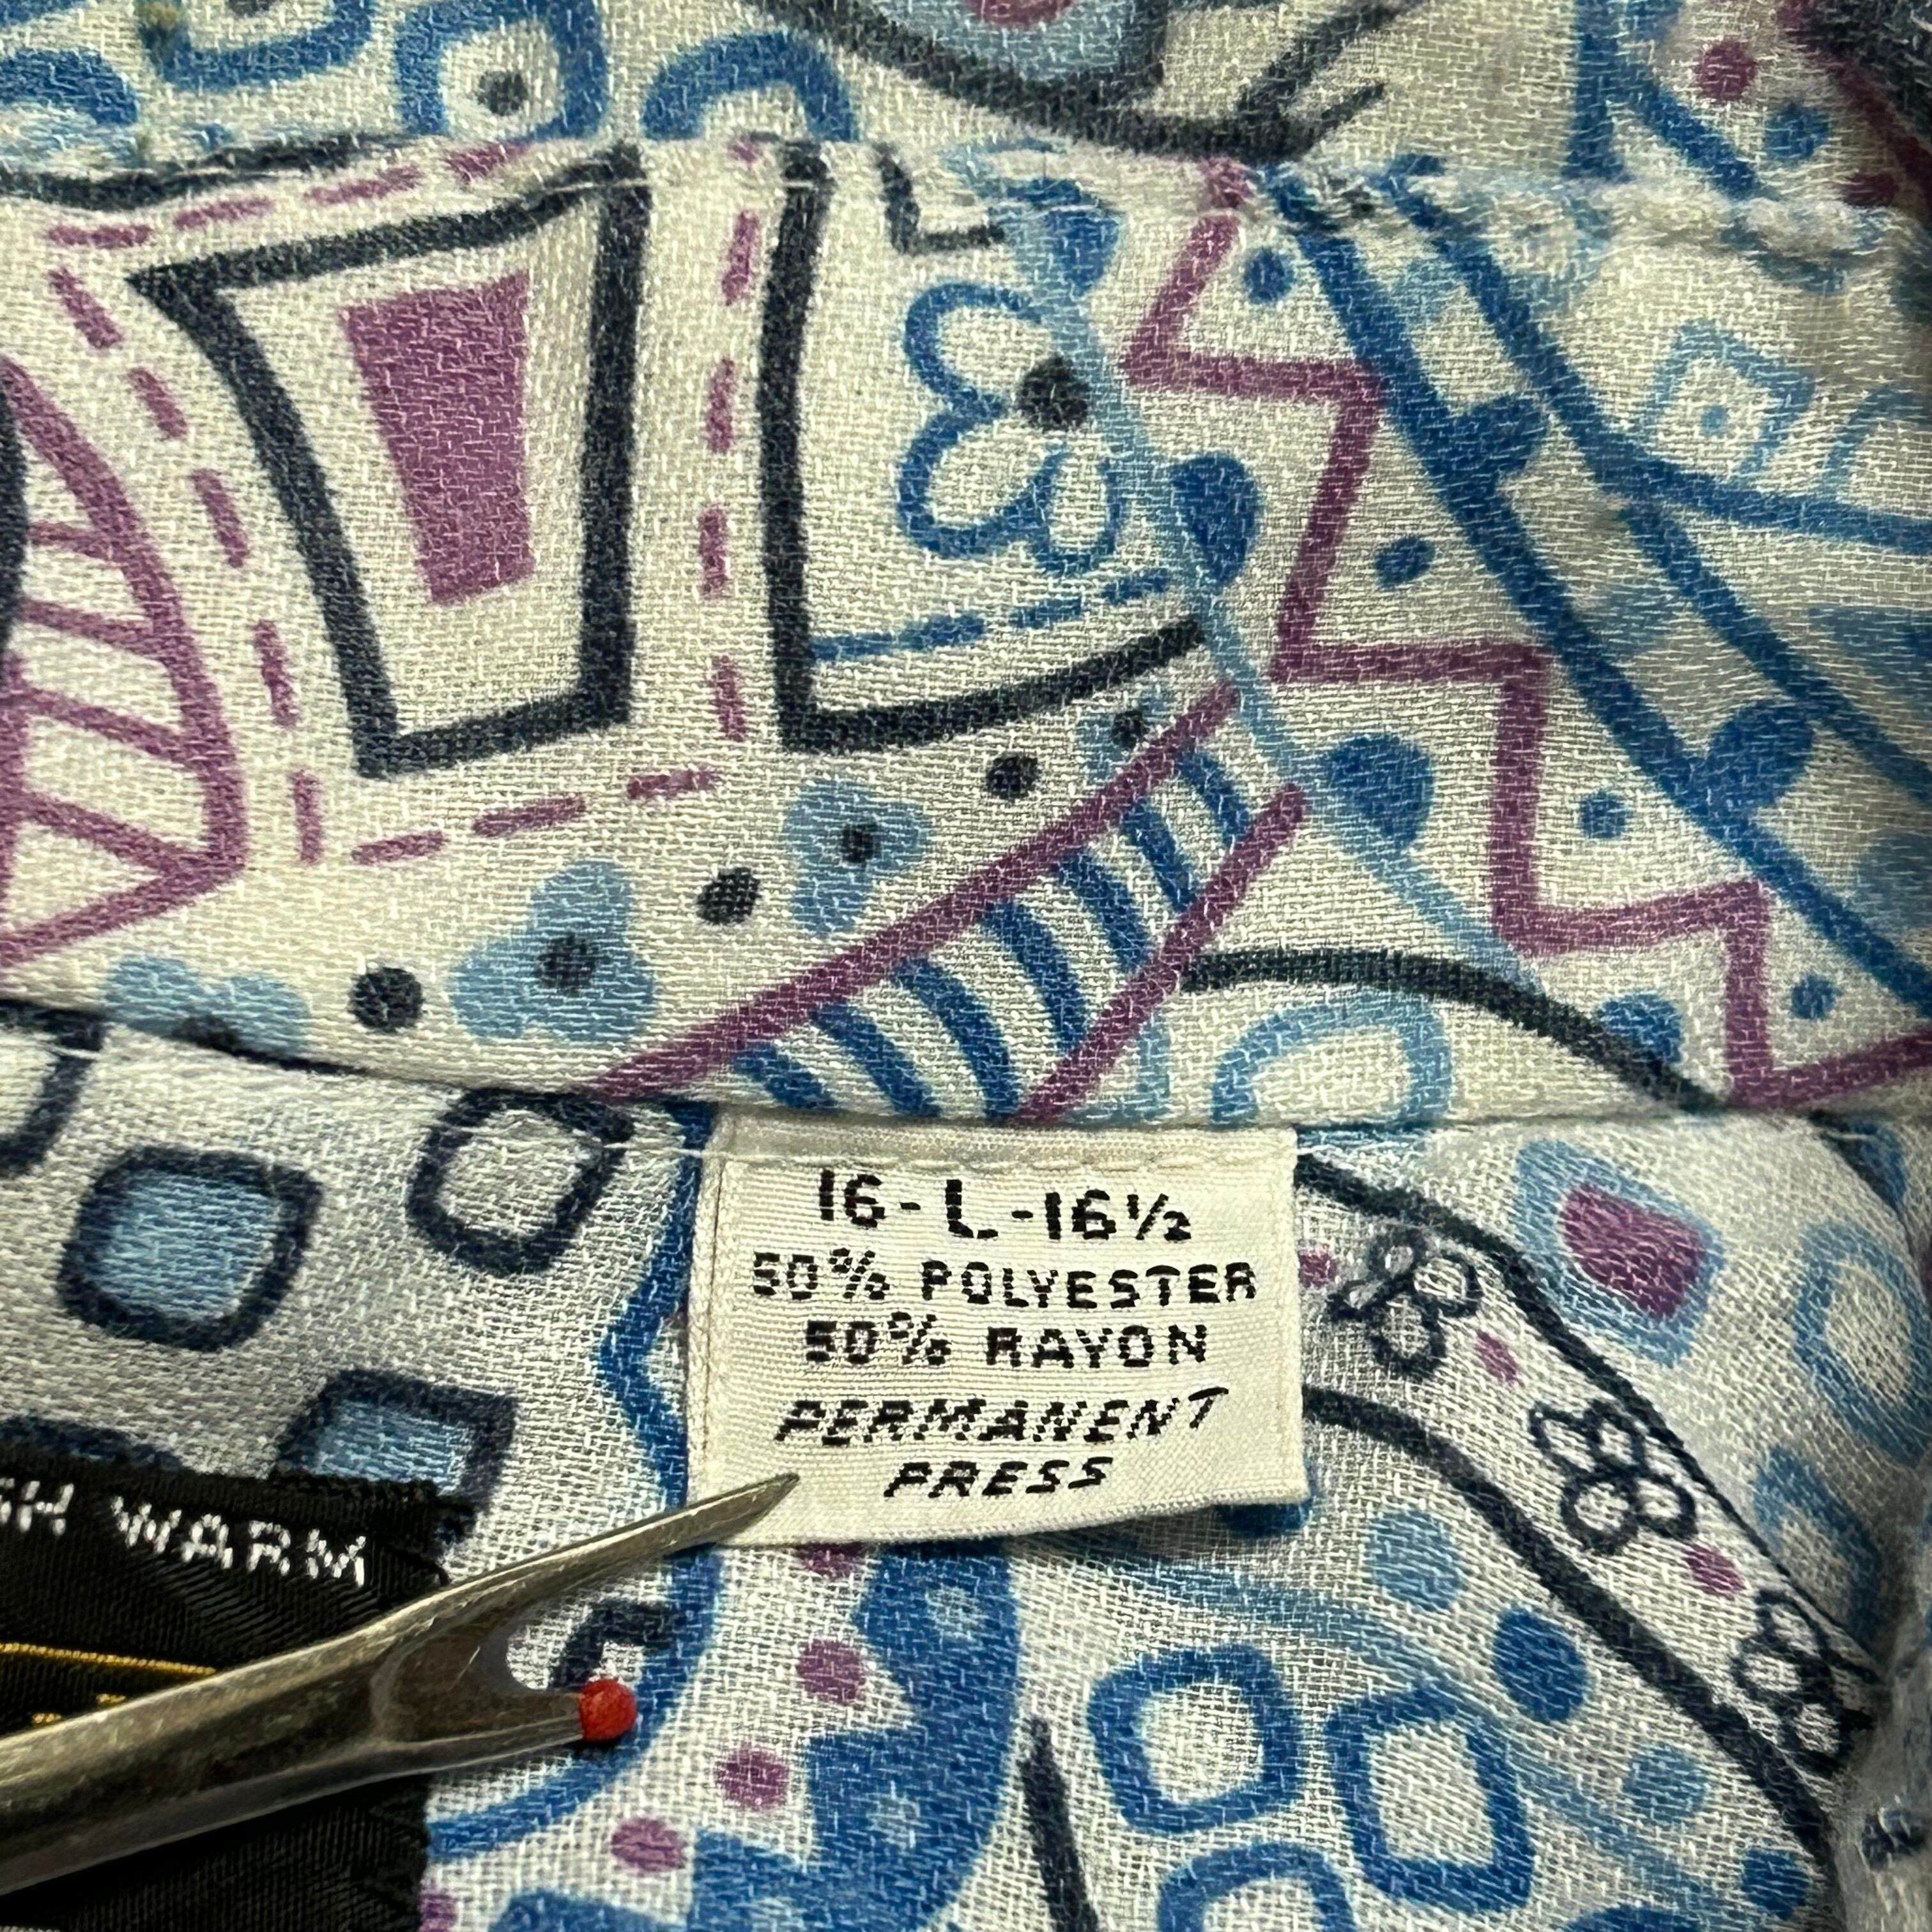 16-L-16½
50% POLYESTER
50% RAYON
PERMANENT
PRESS
WARM